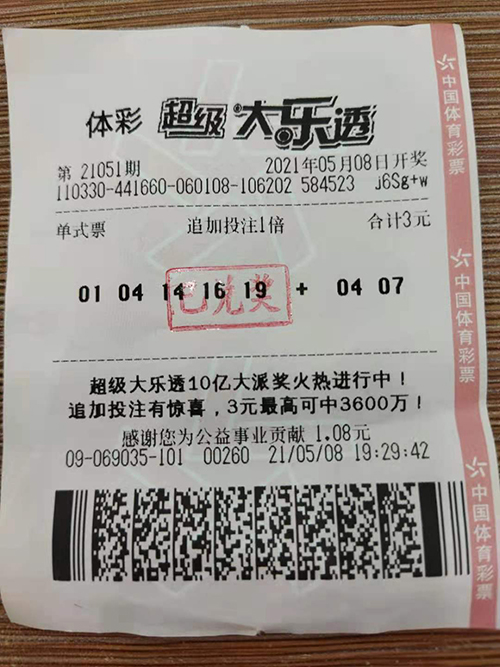 体彩 超级大乐透
第 21051期 2021年05月08日开奖
110330-441660-060108-106202 584523 j6Sg+w
单式票 追加投注1倍 合计3元
01 04 14 16 19 + 04 07
已兑奖
超级大乐透10亿大派奖火热进行中！
追加投注有惊喜，3元最高可中3600万！
感谢您为公益事业贡献 1.08元
09-069035-101 00260 21/05/08 19:29:42
中国体育彩票
中国体育彩票
中国体育彩票